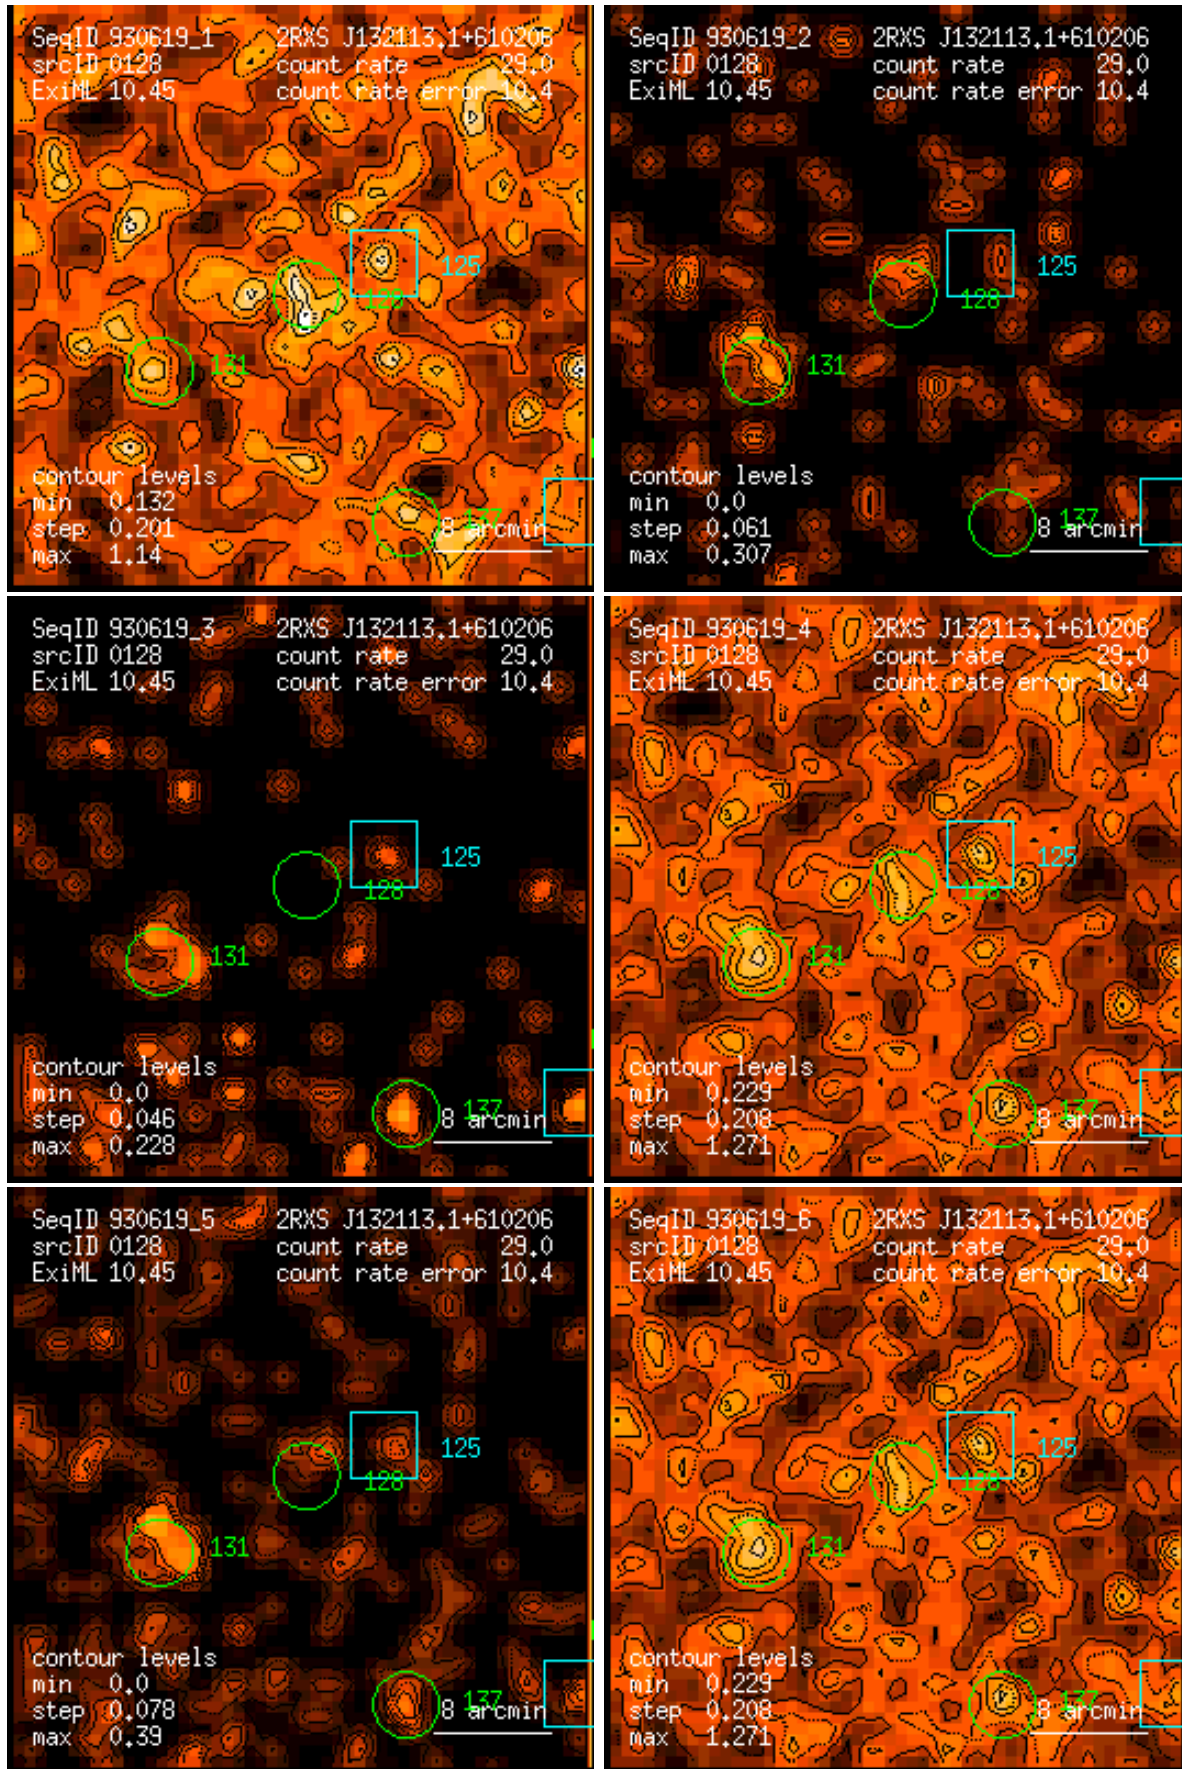 SeqID 930619_1 2RXS J132113.1+610206
srcID 0128 count rate 29.0
ExiML 10.45 count rate error 10.4
125
128
131
contour levels
min 0.132
step 0.201
max 1.14
137
8 arcmin
SeqID 930619_2 2RXS J132113.1+610206
srcID 0128 count rate 29.0
ExiML 10.45 count rate error 10.4
125
128
131
contour levels
min 0.0
step 0.061
max 0.307
137
8 arcmin
SeqID 930619_3 2RXS J132113.1+610206
srcID 0128 count rate 29.0
ExiML 10.45 count rate error 10.4
125
128
131
contour levels
min 0.0
step 0.046
max 0.228
137
8 arcmin
SeqID 930619_4 2RXS J132113.1+610206
srcID 0128 count rate 29.0
ExiML 10.45 count rate error 10.4
125
128
131
contour levels
min 0.229
step 0.208
max 1.271
137
8 arcmin
SeqID 930619_5 2RXS J132113.1+610206
srcID 0128 count rate 29.0
ExiML 10.45 count rate error 10.4
125
128
131
contour levels
min 0.0
step 0.078
max 0.39
137
8 arcmin
SeqID 930619_6 2RXS J132113.1+610206
srcID 0128 count rate 29.0
ExiML 10.45 count rate error 10.4
125
128
131
contour levels
min 0.229
step 0.208
max 1.271
137
8 arcmin